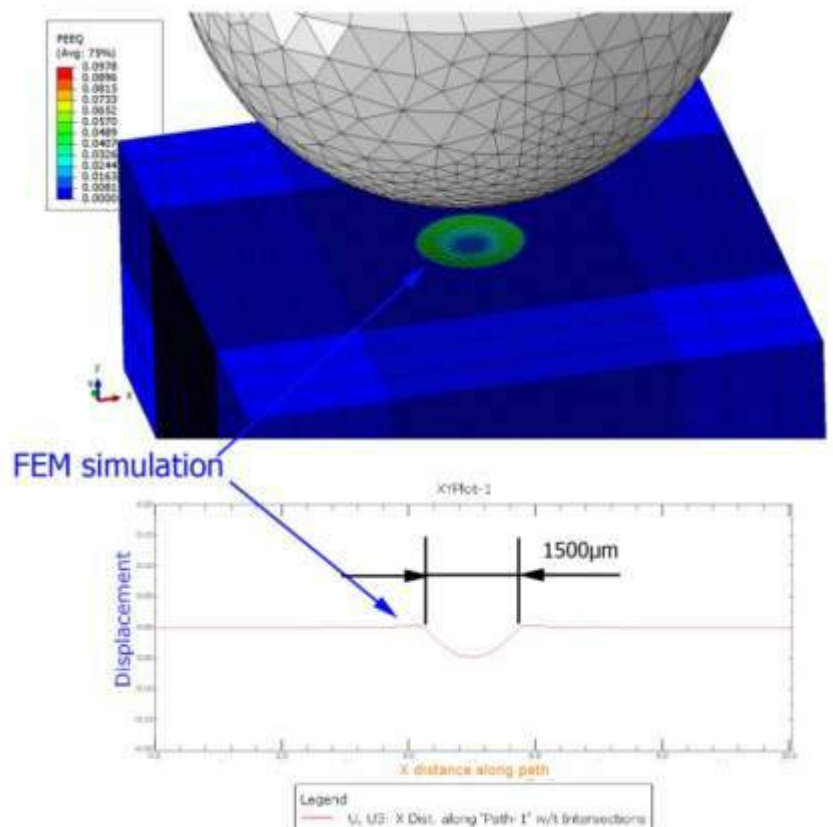 PEEQ
(Avg: 75%)
0.0978
0.0896
0.0815
0.0733
0.0652
0.0570
0.0489
0.0407
0.0326
0.0244
0.0163
0.0081
0.0000
Z
Y
X
FEM simulation
XYPlot-1
1500µm
Displacement
X distance along path
Legend
U, U3: X Dist. along 'Path-1' w/t Intersections